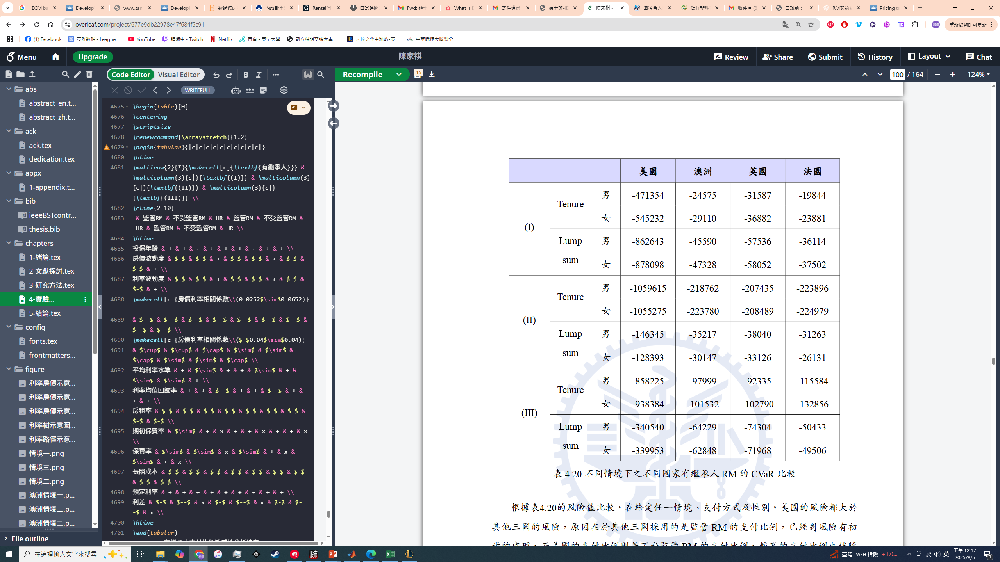 HECM ba
Developi
www.tan
Developi
透過您的
內政部全
Rental Yi
口試時間
Fwd: 碩士
What is E
寄件備份
碩士班-
陳家祺 -
國發會人
銀行辦理
收件匣 (8
口試前：
RM契約
Pricing te
overleaf.com/project/677e9db22978e47f684f5c91
重新啟動即可更新
(1) Facebook
英雄数据 - League...
YouTube
追隨中 - Twitch
Netflix
首頁 - 東吳大學
國立陽明交通大學...
云顶之弈主题站-英...
中華職棒大聯盟全...
Menu
Upgrade
陳家祺
Review
Share
Submit
History
Layout
Chat
Code Editor
Visual Editor
Recompile
15
100 / 164
124%
WRITEFULL
abs
abstract_en.t...
abstract_zh.t...
ack
ack.tex
dedication.tex
appx
1-appendix.t...
bib
ieeeBSTcontr...
thesis.bib
chapters
1-緒論.tex
2-文獻探討.tex
3-研究方法.tex
4-實驗...
5-結論.tex
config
fonts.tex
frontmatters...
figure
利率房價示意...
利率房價示意...
利率房價示意...
利率樹示意圖...
利率路徑示意...
情境一.png
情境三.png
情境二.png
澳洲情境一.p...
澳洲情境三.p...
澳洲情境二.p...
File outline
4675 \begin{table}[H]
4676 \centering
4677 \scriptsize
4678 \renewcommand{\arraystretch}{1.2}
4679 \begin{tabular}{|c|c|c|c|c|c|c|c|c|c|}
4680 \hline
4681 \multirow{2}{*}{\makecell[c]{\textbf{有繼承人}}} &
\multicolumn{3}{c|}{\textbf{(I)}} & \multicolumn{3}
{c|}{\textbf{(II)}} & \multicolumn{3}{c|}
{\textbf{(III)}} \\
4682 \cline{2-10}
4683 & 監管RM & 不受監管RM & HR & 監管RM & 不受監管RM &
HR & 監管RM & 不受監管RM & HR \\
4684 \hline
4685 投保年齡 & + & + & + & + & + & + & + & + & + \\
4686 房價波動度 & $-$ & $-$ & + & $-$ & $-$ & + & $-$ &
$-$ & + \\
4687 利率波動度 & $-$ & $-$ & + & $-$ & $-$ & + & $-$ &
$-$ & + \\
4688 \makecell[c]{房價利率相關係數\\(0.0252$\sim$0.0652)}
4689 & $--$ & $--$ & $--$ & $--$ & $--$ & $--$ & $--$ &
$--$ & $--$ \\
4690 \makecell[c]{房價利率相關係數\\($-$0.04$\sim$0.04)}
4691 & $\cup$ & $\cup$ & $\cap$ & $\sim$ & $\sim$ &
$\cap$ & $\sim$ & $\sim$ & $\cap$ \\
4692 平均利率水準 & + & $\sim$ & + & + & $\sim$ & + &
$\sim$ & $\sim$ & + \\
4693 利率均值回歸率 & + & + & $--$ & + & + & $--$ & + &
+ & + \\
4694 房租率 & $-$ & $-$ & $-$ & $-$ & $-$ & $-$ & $-$ &
$-$ & $-$ \\
4695 期初保費率 & $\sim$ & + & x & + & + & x & + & + & x
\\
4696 保費率 & $\sim$ & $\sim$ & x & $\sim$ & + & x &
$\sim$ & + & x \\
4697 長照成本 & $-$ & $-$ & $-$ & $-$ & $-$ & $-$ & $-$
& $-$ & $-$ \\
4698 預定利率 & + & + & + & + & + & + & + & + & + \\
4699 利差 & $-$ & $--$ & x & $-$ & $--$ & x & $-$ & $-
-$ & x \\
4700 \hline
4701 \end{tabular}
美國 澳洲 英國 法國
(I) Tenure 男 -471354 -24575 -31587 -19844
女 -545232 -29110 -36882 -23881
Lump sum 男 -862643 -45590 -57536 -36114
女 -878098 -47328 -58052 -37502
(II) Tenure 男 -1059615 -218762 -207435 -223896
女 -1055275 -223780 -208489 -224979
Lump sum 男 -146345 -35217 -38040 -31263
女 -128393 -30147 -33126 -26131
(III) Tenure 男 -858225 -97999 -92335 -115584
女 -938384 -101532 -102790 -132856
Lump sum 男 -340540 -64229 -74304 -50433
女 -339953 -62848 -71968 -49506
表 4.20 不同情境下之不同國家有繼承人 RM 的 CVaR 比較
根據表4.20的風險值比較，在給定任一情境、支付方式及性別，美國的風險都大於
其他三國的風險，原因在於其他三國採用的是監管 RM 的支付比例，已經對風險有初
步的處理，而美國的支付比例則是不受監管 RM 的支付比例，較高的支付比例也伴隨
在這裡輸入文字來搜尋
臺灣 twse 指數 +1.0...
英
下午 12:17
2025/8/5